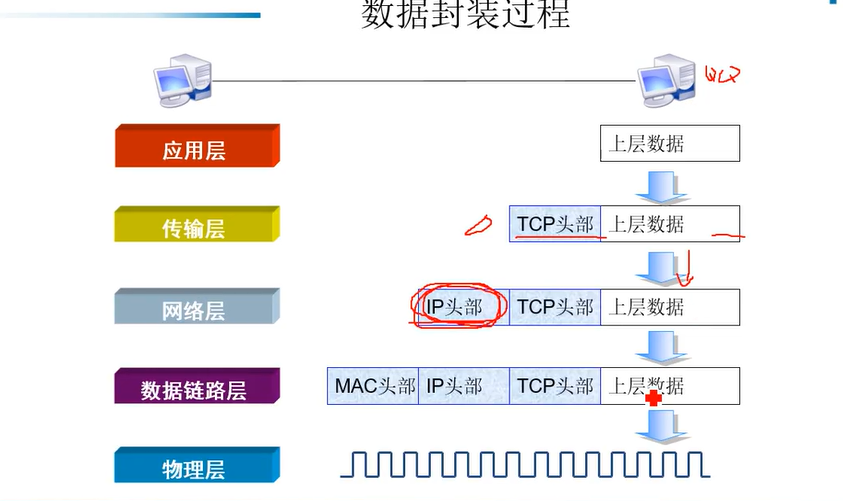 数据封装过程
应用层
上层数据
传输层
TCP头部 上层数据
网络层
IP头部 TCP头部 上层数据
数据链路层
MAC头部 IP头部 TCP头部 上层数据
物理层